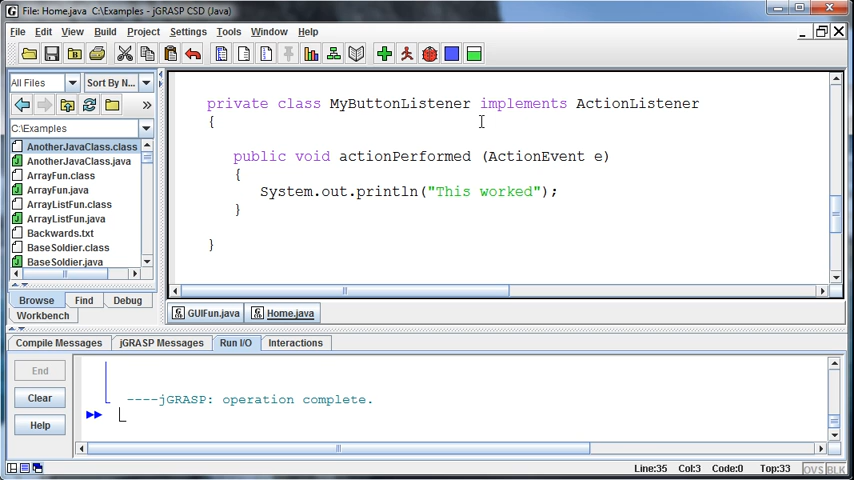 File: Home.java C:\Examples - jGRASP CSD (Java)
File Edit View Build Project Settings Tools Window Help
All Files Sort By N...
C:\Examples
AnotherJavaClass.class
AnotherJavaClass.java
ArrayFun.class
ArrayFun.java
ArrayListFun.class
ArrayListFun.java
Backwards.txt
BaseSoldier.class
BaseSoldier.java
Browse Find Debug
Workbench
private class MyButtonListener implements ActionListener
{
public void actionPerformed (ActionEvent e)
{
System.out.println("This worked");
}
}
GUIFun.java Home.java
Compile Messages jGRASP Messages Run I/O Interactions
End
Clear
Help
----jGRASP: operation complete.
Line:35 Col:3 Code:0 Top:33 OVS BLK